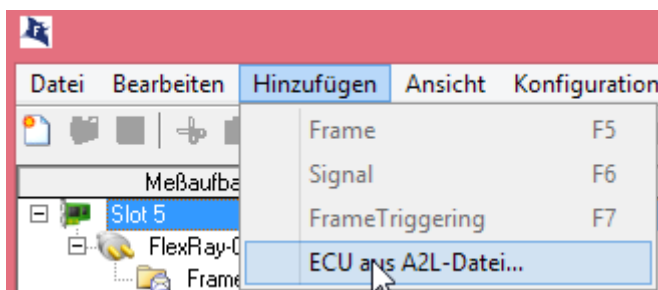 Datei Bearbeiten Hinzufügen Ansicht Konfiguration
Frame F5
Meßaufba Signal F6
Slot 5 FrameTriggering F7
FlexRay- ECU aus A2L-Datei...
Frame